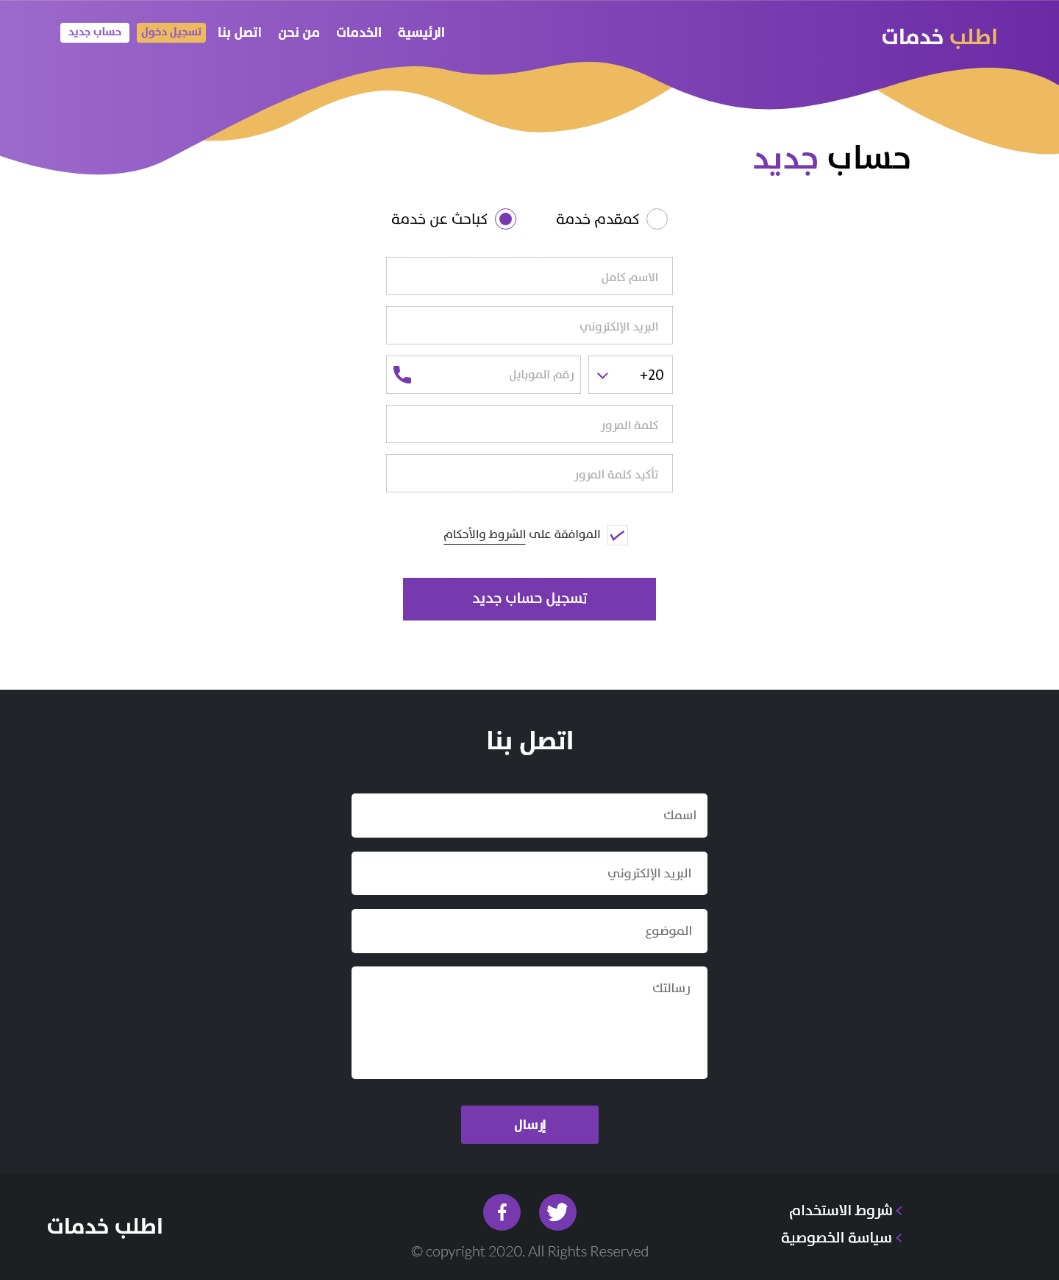 اطلب خدمات
الرئيسية
الخدمات
من نحن
اتصل بنا
تسجيل دخول
حساب جديد
حساب جديد
كمقدم خدمة
كباحث عن خدمة
الاسم كامل
البريد الإلكتروني
+20
رقم الموبايل
كلمة المرور
تأكيد كلمة المرور
الموافقة على الشروط والأحكام
تسجيل حساب جديد
اتصل بنا
اسمك
البريد الإلكتروني
الموضوع
رسالتك
إرسال
شروط الاستخدام
سياسة الخصوصية
© copyright 2020. All Rights Reserved
اطلب خدمات